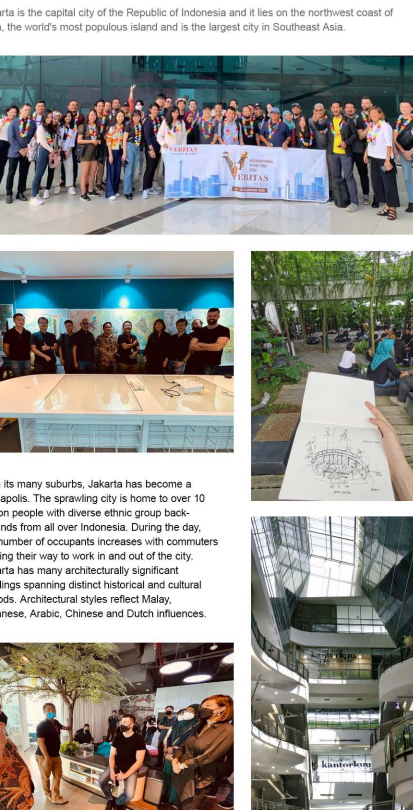 arta is the capital city of the Republic of Indonesia and it lies on the northwest coast of
, the world's most populous island and is the largest city in Southeast Asia.
VERITAS
VERITAS
its many suburbs, Jakarta has become a
apolis. The sprawling city is home to over 10
on people with diverse ethnic group back-
nds from all over Indonesia. During the day,
number of occupants increases with commuters
ing their way to work in and out of the city.
arta has many architecturally significant
dings spanning distinct historical and cultural
ods. Architectural styles reflect Malay,
anese, Arabic, Chinese and Dutch influences.
kantorkum
kantorkum